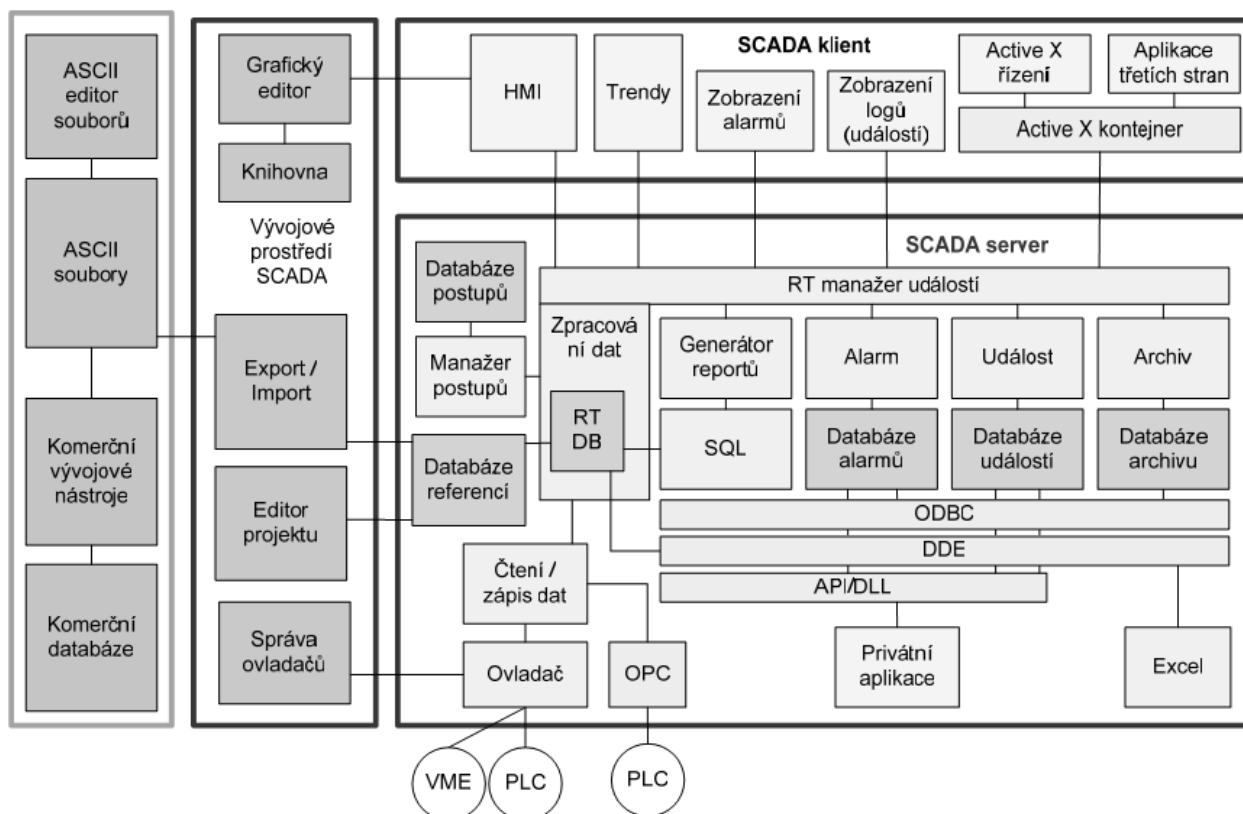 ASCII
editor
souborů
ASCII
soubory
Komerční
vývojové
nástroje
Komerční
databáze
Grafický
editor
Knihovna
Vývojové
prostředí
SCADA
Export /
Import
Editor
projektu
Správa
ovladačů
SCADA klient
HMI
Trendy
Zobrazení
alarmů
Zobrazení
logů
(událostí)
Active X
řízení
Aplikace
třetích stran
Active X kontejner
SCADA server
RT manažer událostí
Databáze
postupů
Manažer
postupů
Databáze
referencí
Zpracová
ní dat
RT
DB
Generátor
reportů
Alarm
Událost
Archiv
SQL
Databáze
alarmů
Databáze
událostí
Databáze
archivu
ODBC
DDE
API/DLL
Čtení /
zápis dat
Ovladač
OPC
Privátní
aplikace
Excel
VME
PLC
PLC